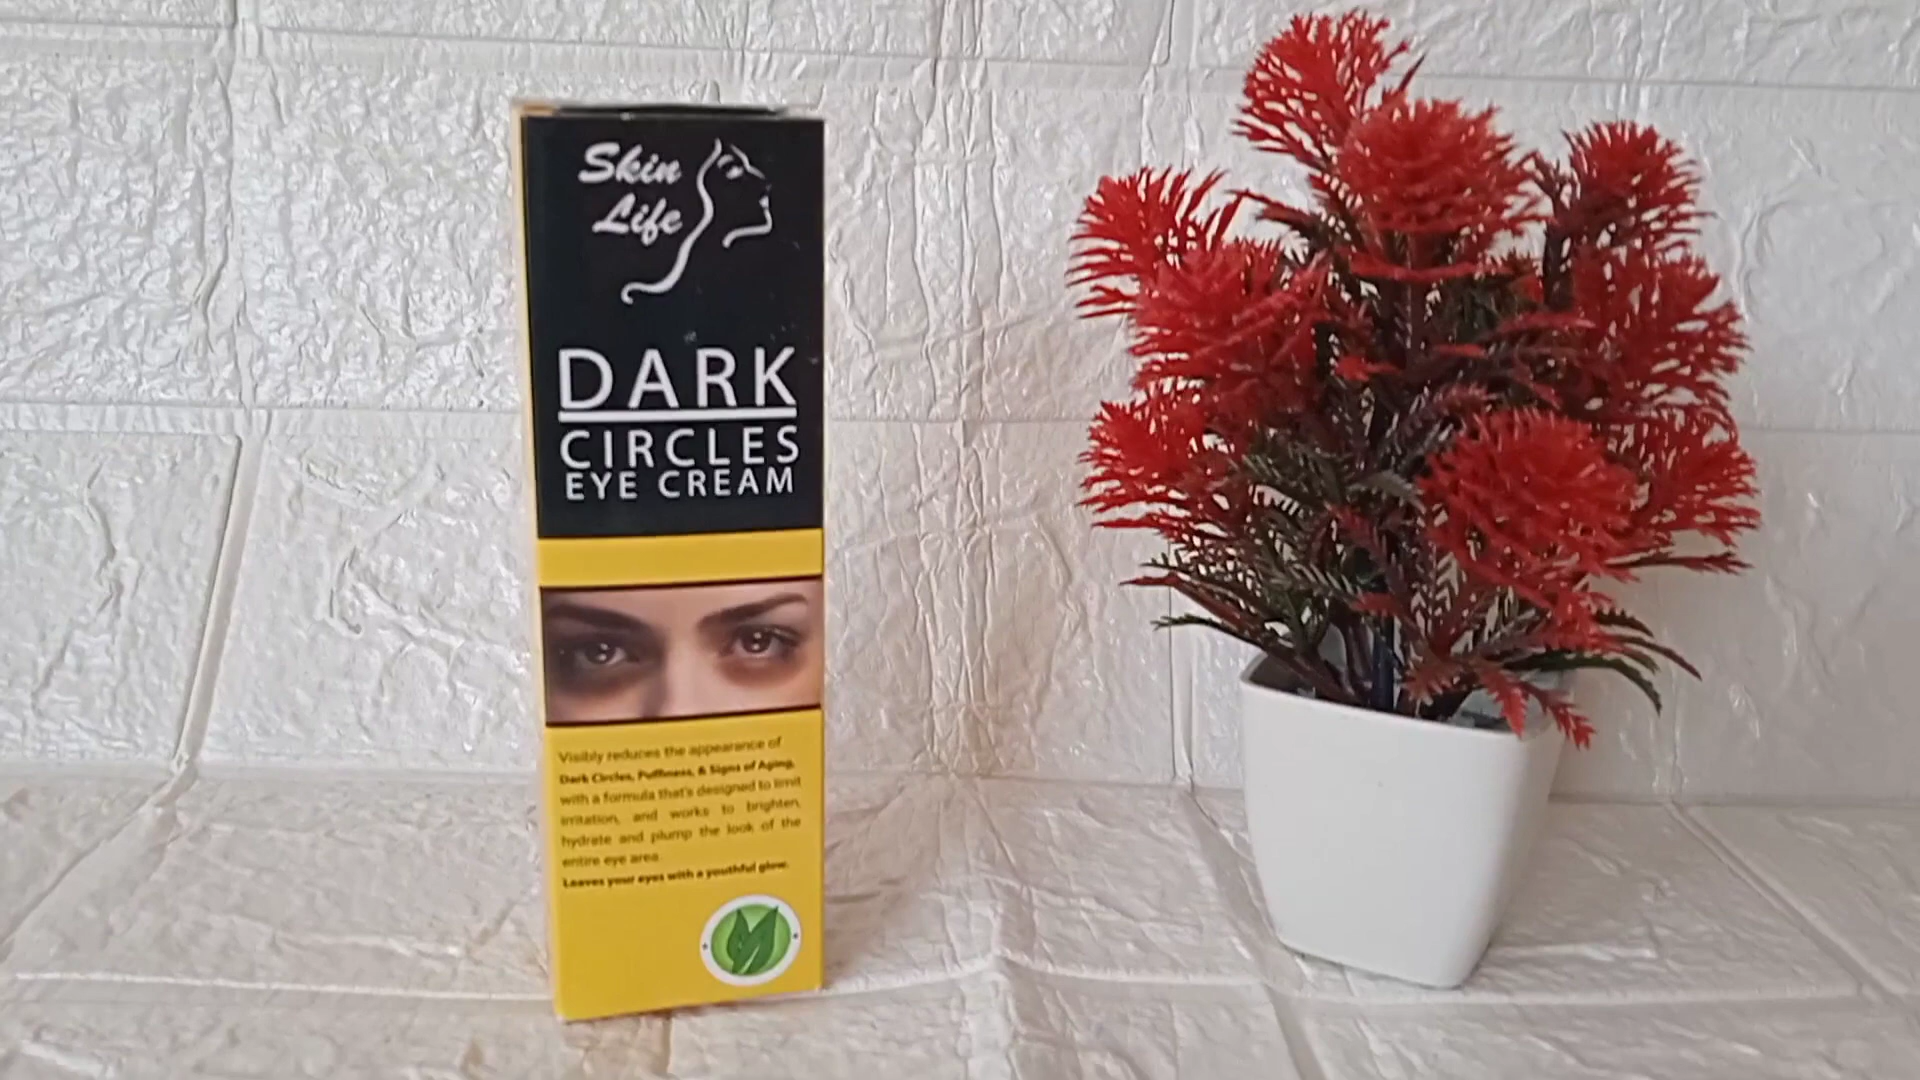 Skin
Life
DARK
CIRCLES
EYE CREAM
Visibly reduces the appearance of
Dark Circles, Puffiness, & Signs of Aging,
with a formula that's designed to limit
irritation, and works to brighten,
hydrate and plump the look of the
entire eye area.
Leaves your eyes with a youthful glow.